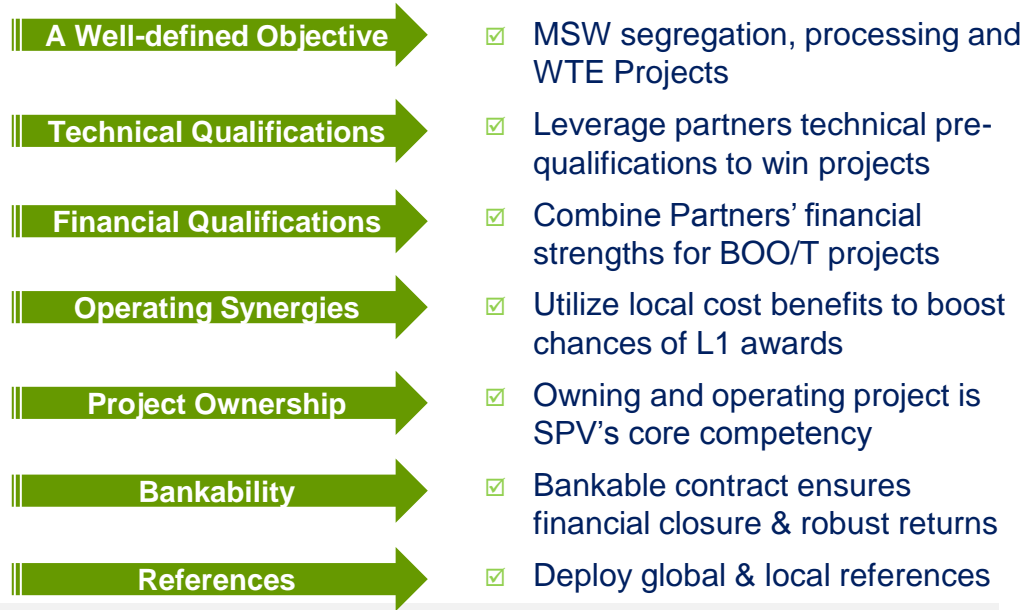 A Well-defined Objective
MSW segregation, processing and
WTE Projects
Technical Qualifications
Leverage partners technical pre-
qualifications to win projects
Financial Qualifications
Combine Partners’ financial
strengths for BOO/T projects
Operating Synergies
Utilize local cost benefits to boost
chances of L1 awards
Project Ownership
Owning and operating project is
SPV’s core competency
Bankability
Bankable contract ensures
financial closure & robust returns
References
Deploy global & local references